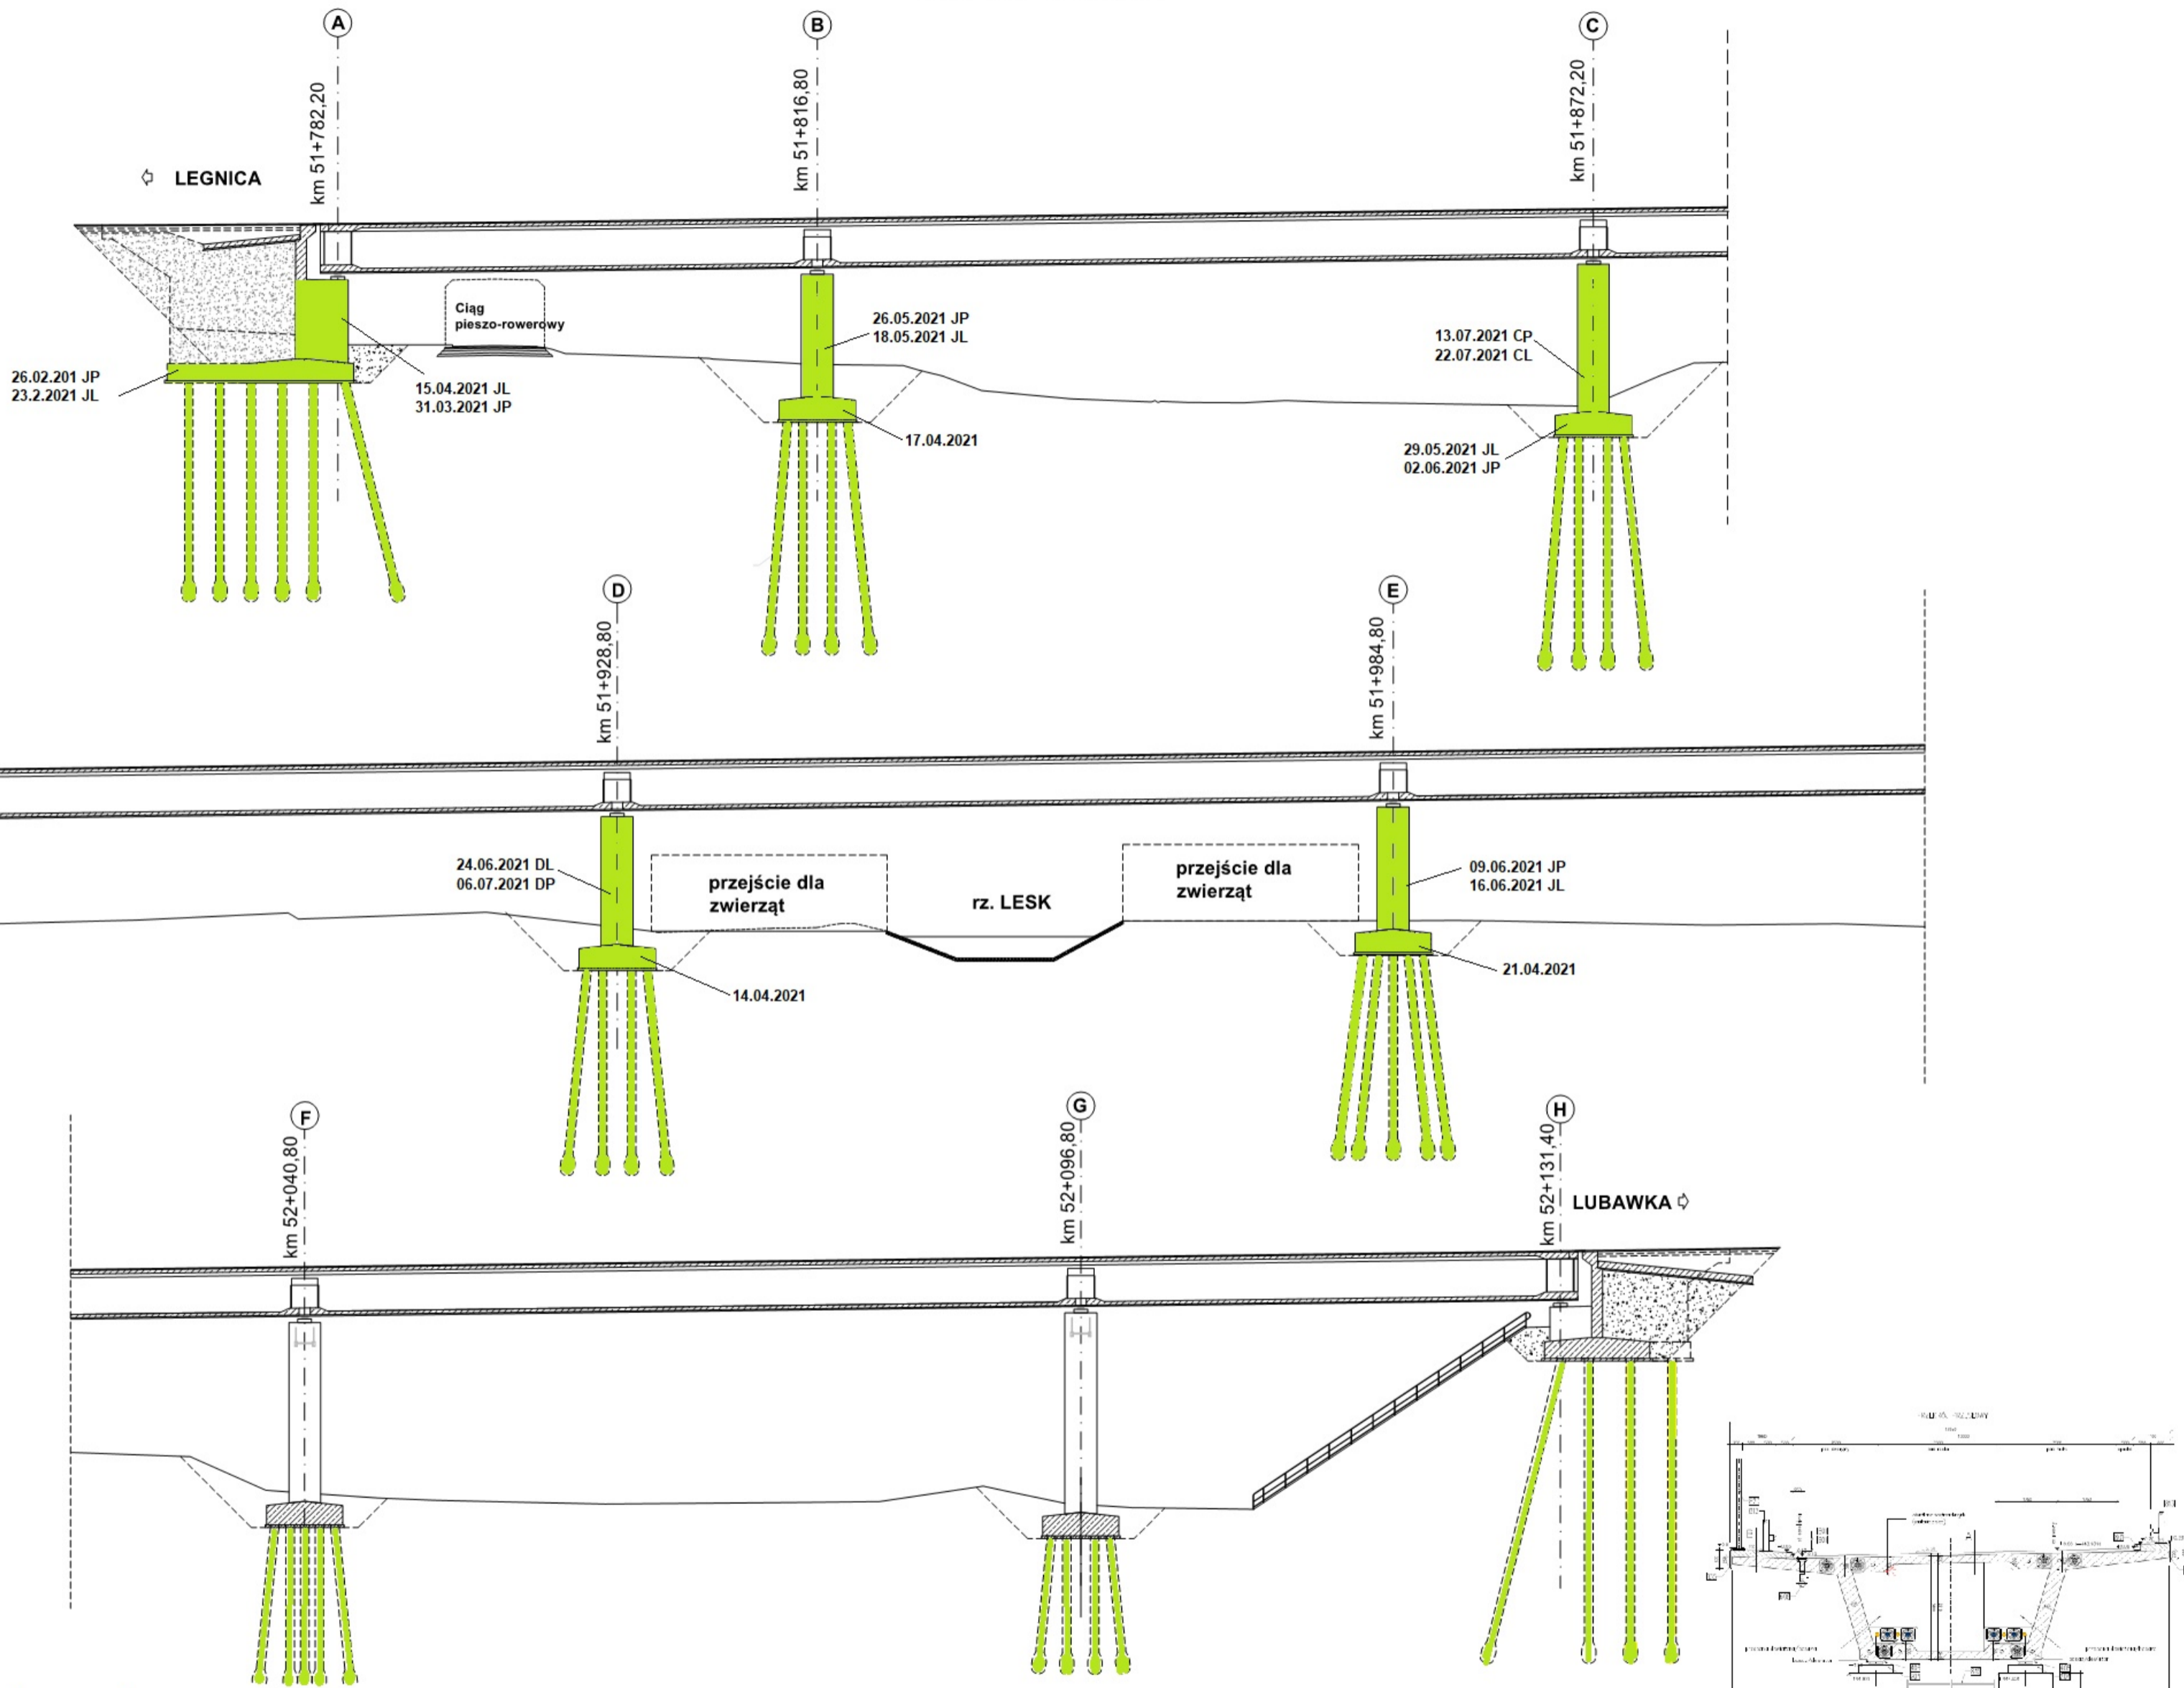 A
B
C
km 51+782,20
km 51+816,80
km 51+872,20
LEGNICA
Ciąg
pieszo-rowerowy
26.05.2021 JP
18.05.2021 JL
13.07.2021 CP
22.07.2021 CL
26.02.201 JP
23.2.2021 JL
15.04.2021 JL
31.03.2021 JP
17.04.2021
29.05.2021 JL
02.06.2021 JP
D
E
km 51+928,80
km 51+984,80
24.06.2021 DL
06.07.2021 DP
przejście dla
zwierząt
rz. LESK
przejście dla
zwierząt
09.06.2021 JP
16.06.2021 JL
14.04.2021
21.04.2021
F
G
H
km 52+040,80
km 52+096,80
km 52+131,40
LUBAWKA